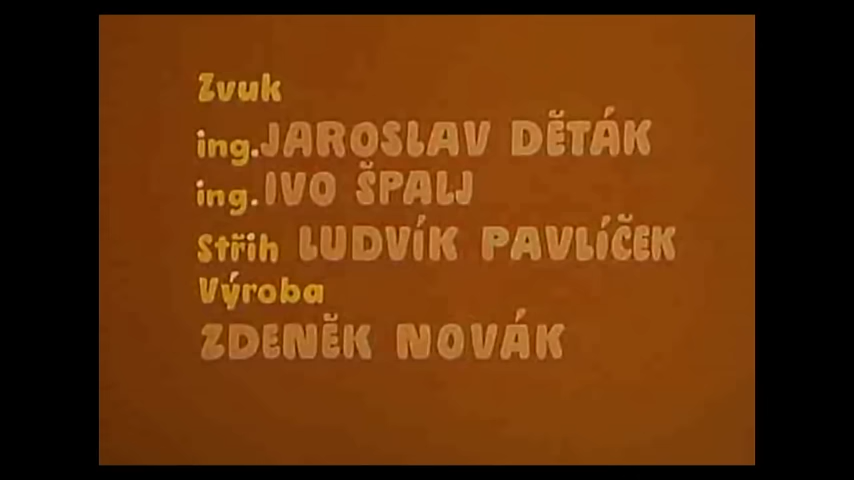 Zvuk
ing. JAROSLAV DĚTÁK
ing. IVO ŠPALJ
Střih LUDVÍK PAVLÍČEK
Výroba
ZDENĚK NOVÁK